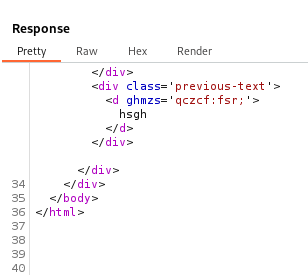 Response
Pretty Raw Hex Render
</div>
<div class='previous-text'>
<d ghmzs='qczcf:fsr;'>
hsgh
</d>
</div>
</div>
34 </div>
35 </body>
36 </html>
37
38
39
40